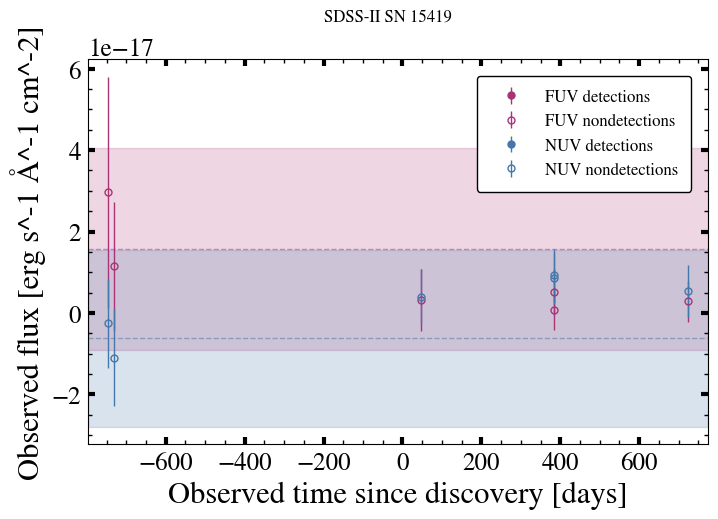 SDSS-II SN 15419
1e−17
6
4
2
0
−2
−600
−400
−200
0
200
400
600
Observed flux [erg s^-1 Å^-1 cm^-2]
Observed time since discovery [days]
FUV detections
FUV nondetections
NUV detections
NUV nondetections